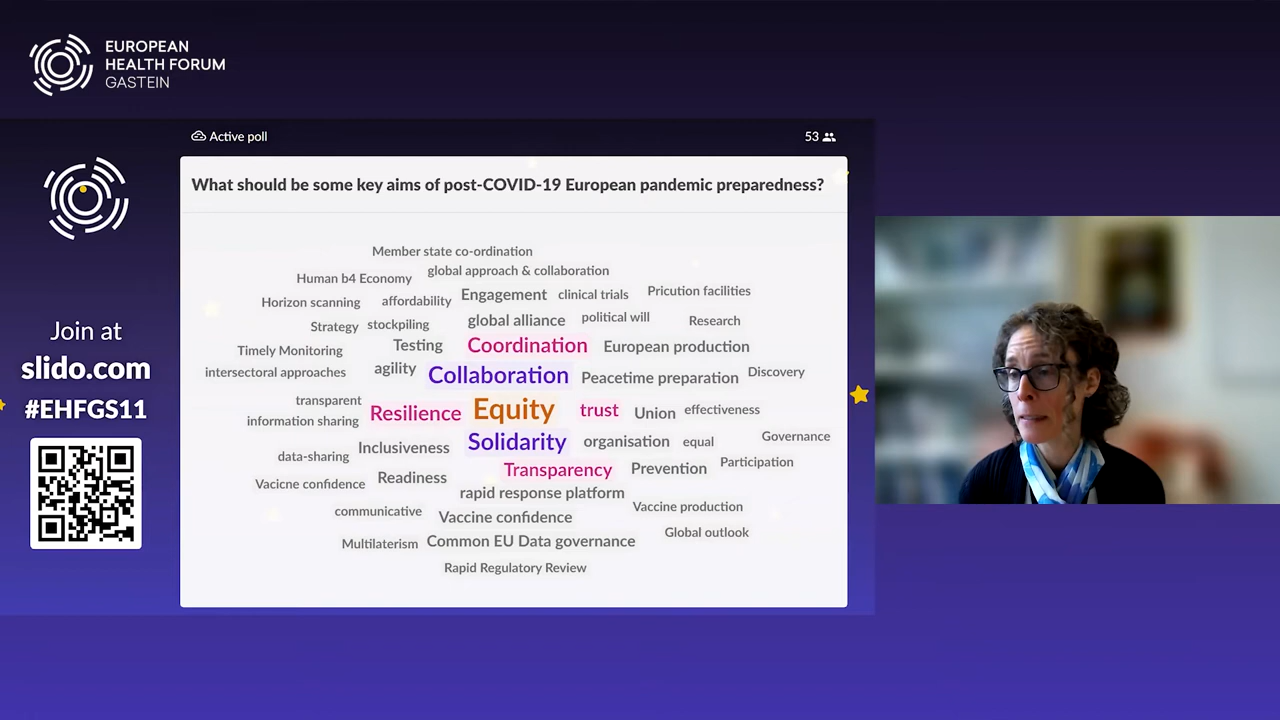 EUROPEAN
HEALTH FORUM
GASTEIN
Active poll
53
What should be some key aims of post-COVID-19 European pandemic preparedness?
Member state co-ordination
global approach & collaboration
Human b4 Economy
Horizon scanning
affordability
Engagement
clinical trials
Pricution facilities
Strategy
stockpiling
global alliance
political will
Research
Timely Monitoring
Testing
Coordination
European production
intersectoral approaches
agility
Collaboration
Peacetime preparation
Discovery
transparent
information sharing
Resilience
Equity
trust
Union
effectiveness
data-sharing
Inclusiveness
Solidarity
organisation
equal
Governance
Vacicne confidence
Readiness
Transparency
Prevention
Participation
rapid response platform
communicative
Vaccine confidence
Vaccine production
Multilaterism
Common EU Data governance
Global outlook
Rapid Regulatory Review
Join at
slido.com
#EHFGS11